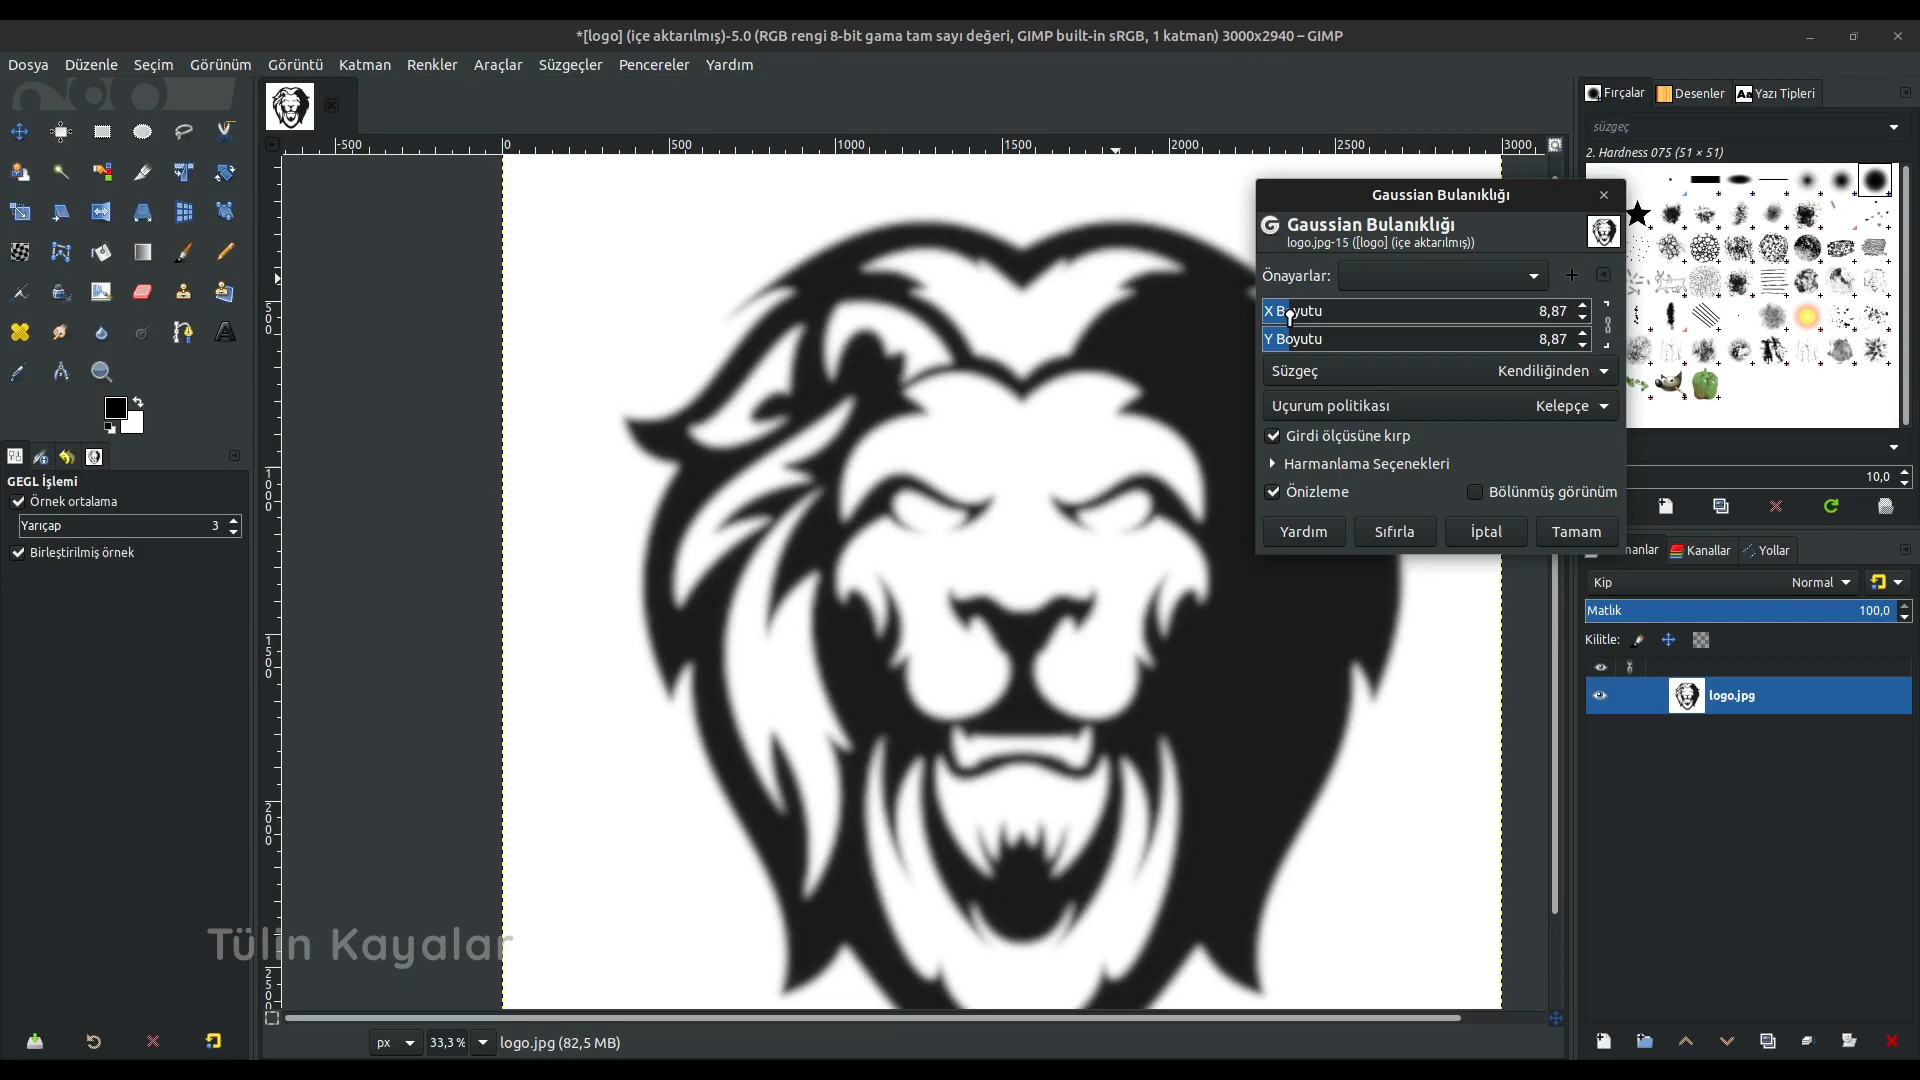 *[logo] (içe aktarılmış)-5.0 (RGB rengi 8-bit gama tam sayı değeri, GIMP built-in sRGB, 1 katman) 3000x2940 – GIMP
Dosya Düzenle Seçim Görünüm Görüntü Katman Renkler Araçlar Süzgeçler Pencereler Yardım
Fırçalar Desenler Aa Yazı Tipleri
süzgeç
2. Hardness 075 (51 × 51)
-500 0 500 1000 1500 2000 2500 3000
500
1000
1500
2000
2500
Gaussian Bulanıklığı
G Gaussian Bulanıklığı
logo.jpg-15 ([logo] (içe aktarılmış))
Önayarlar:
X Boyutu 8,87
Y Boyutu 8,87
Süzgeç Kendiliğinden
Uçurum politikası Kelepçe
Girdi ölçüsüne kırp
Harmanlama Seçenekleri
Önizleme Bölünmüş görünüm
Yardım Sıfırla İptal Tamam
GEGL İşlemi
Örnek ortalama
Yarıçap 3
Birleştirilmiş örnek
10,0
Kanallar Yollar
Kip Normal
Matlık 100,0
Kilitle:
logo.jpg
Tülin Kayalar
px 33,3 % logo.jpg (82,5 MB)